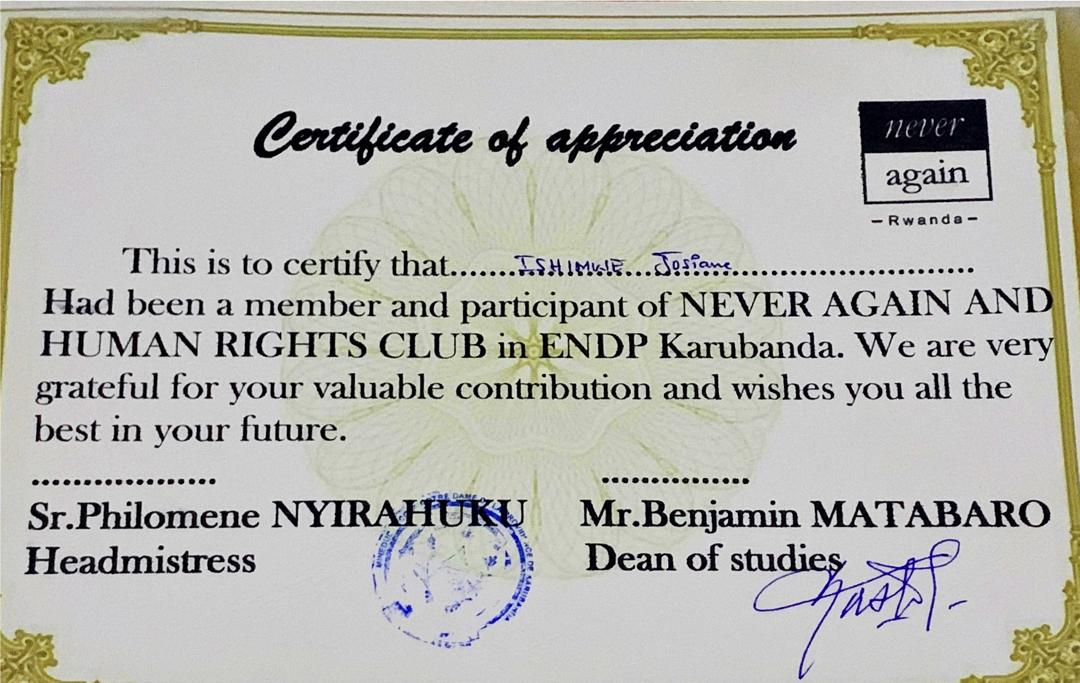 Certificate of appreciation
never
again
-Rwanda-
This is to certify that.......ISHIMWE...Josiane..............................
Had been a member and participant of NEVER AGAIN AND
HUMAN RIGHTS CLUB in ENDP Karubanda. We are very
grateful for your valuable contribution and wishes you all the
best in your future.
Sr.Philomene NYIRAHUKU
Mr.Benjamin MATABARO
Headmistress
Dean of studies